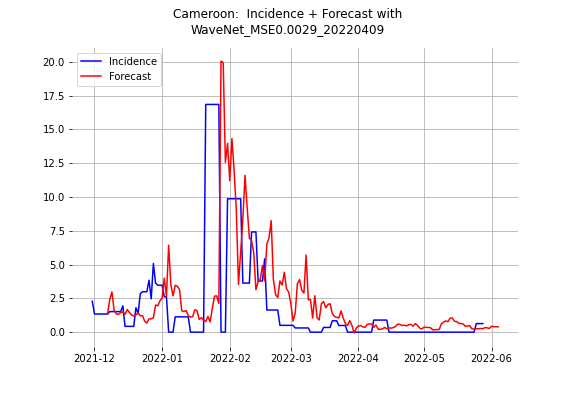 Cameroon:  Incidence + Forecast with
WaveNet_MSE0.0029_20220409
Incidence
Forecast
20.0
17.5
15.0
12.5
10.0
7.5
5.0
2.5
0.0
2021-12 2022-01 2022-02 2022-03 2022-04 2022-05 2022-06